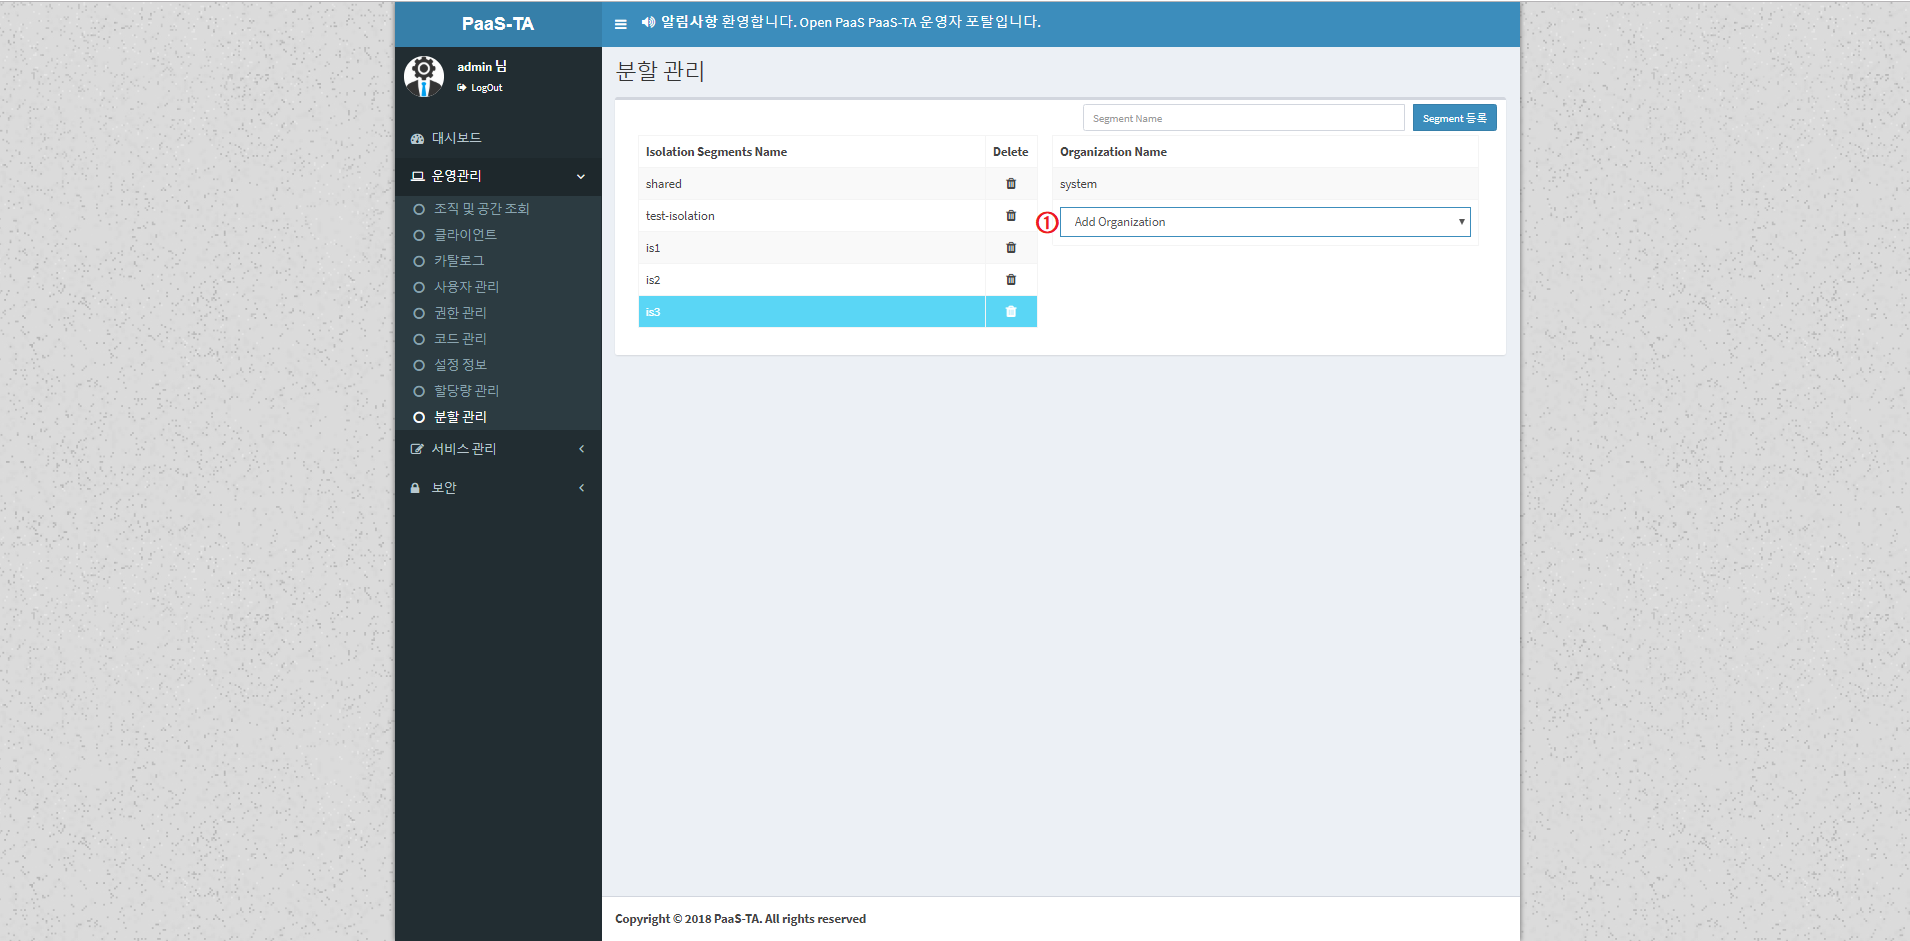 PaaS-TA
알림사항 환영합니다. Open PaaS PaaS-TA 운영자 포탈입니다.
admin 님
LogOut
대시보드
운영관리
조직 및 공간 조회
클라이언트
카탈로그
사용자 관리
권한 관리
코드 관리
설정 정보
할당량 관리
분할 관리
서비스 관리
보안
분할 관리
Segment Name
Segment 등록
Isolation Segments Name Delete
shared
test-isolation
is1
is2
is3
Organization Name
system
① Add Organization
Copyright © 2018 PaaS-TA. All rights reserved